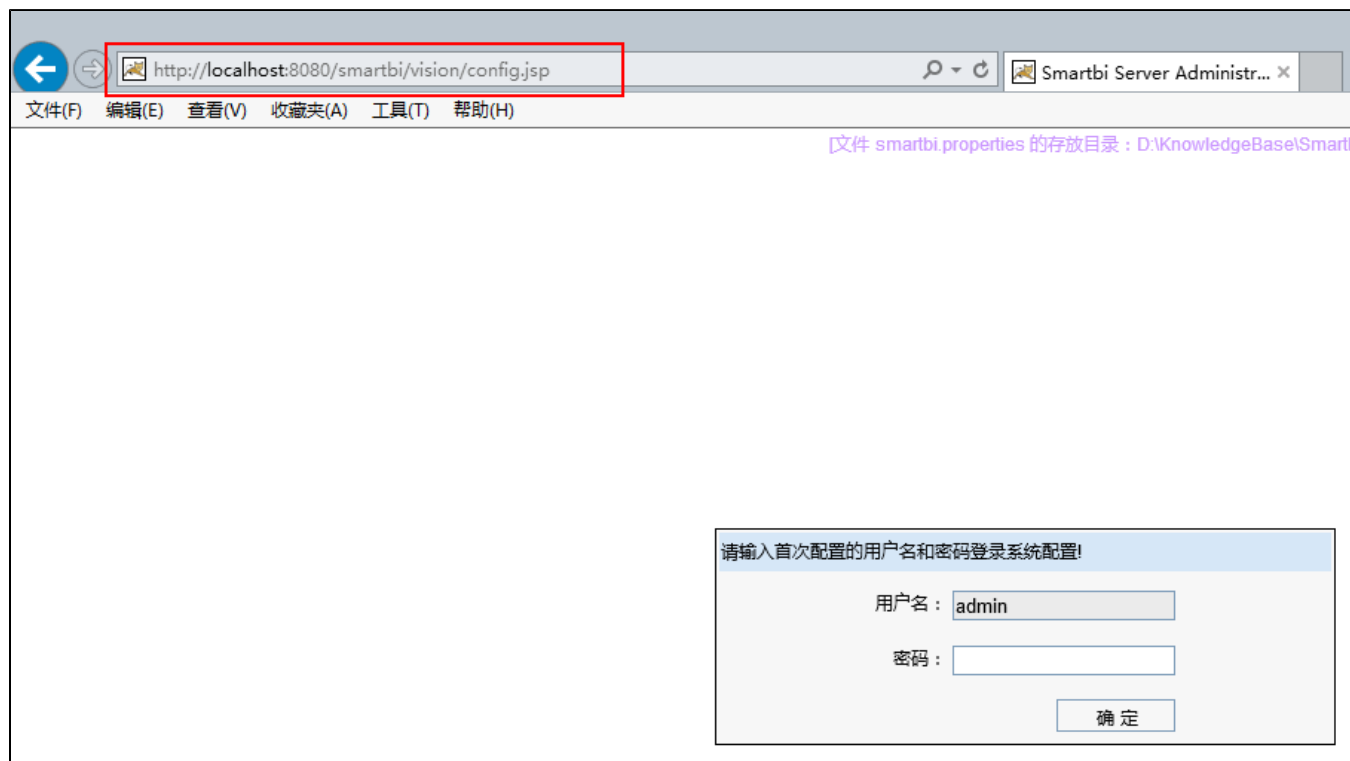 http://localhost:8080/smartbi/vision/config.jsp
Smartbi Server Administr...
文件(F) 编辑(E) 查看(V) 收藏夹(A) 工具(T) 帮助(H)
[文件 smartbi.properties 的存放目录：D:\KnowledgeBase\Smart
请输入首次配置的用户名和密码登录系统配置!
用户名： admin
密码：
确 定